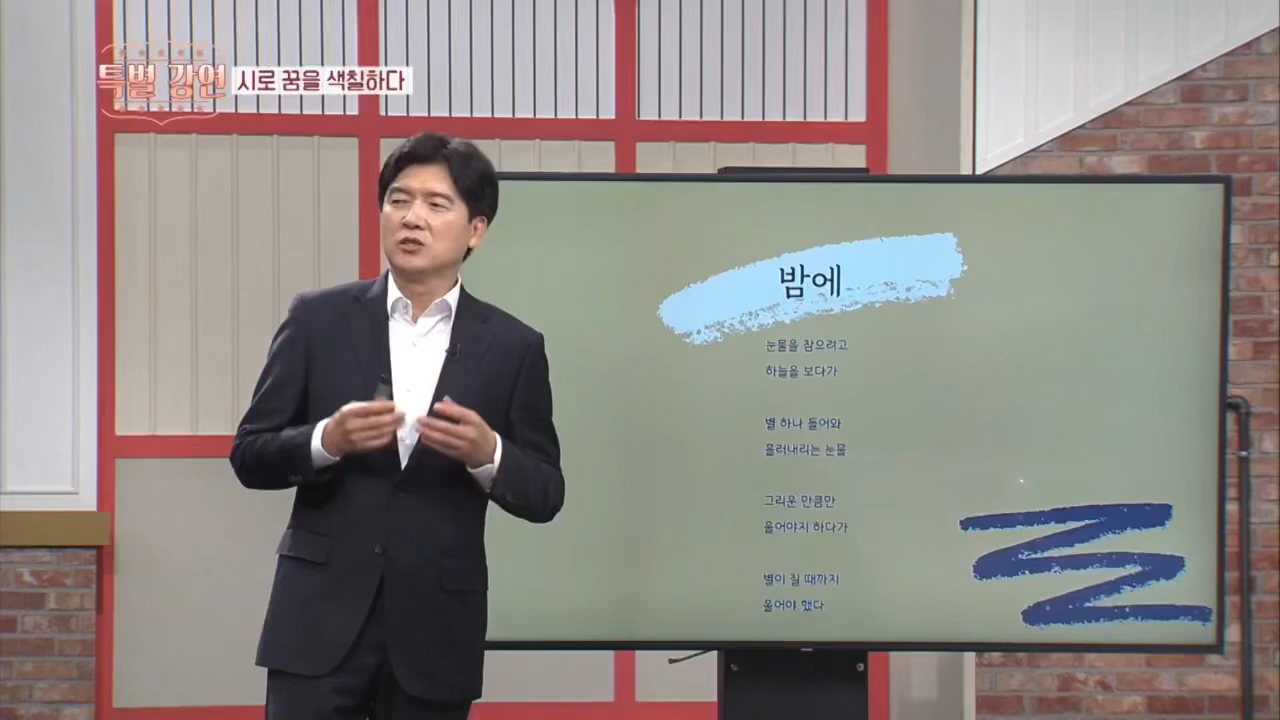 특별 강연 시로 꿈을 색칠하다
밤에
눈물을 참으려고
하늘을 보다가
별 하나 들어와
흘러내리는 눈물
그리운 만큼만
울어야지 하다가
별이 질 때까지
울어야 했다